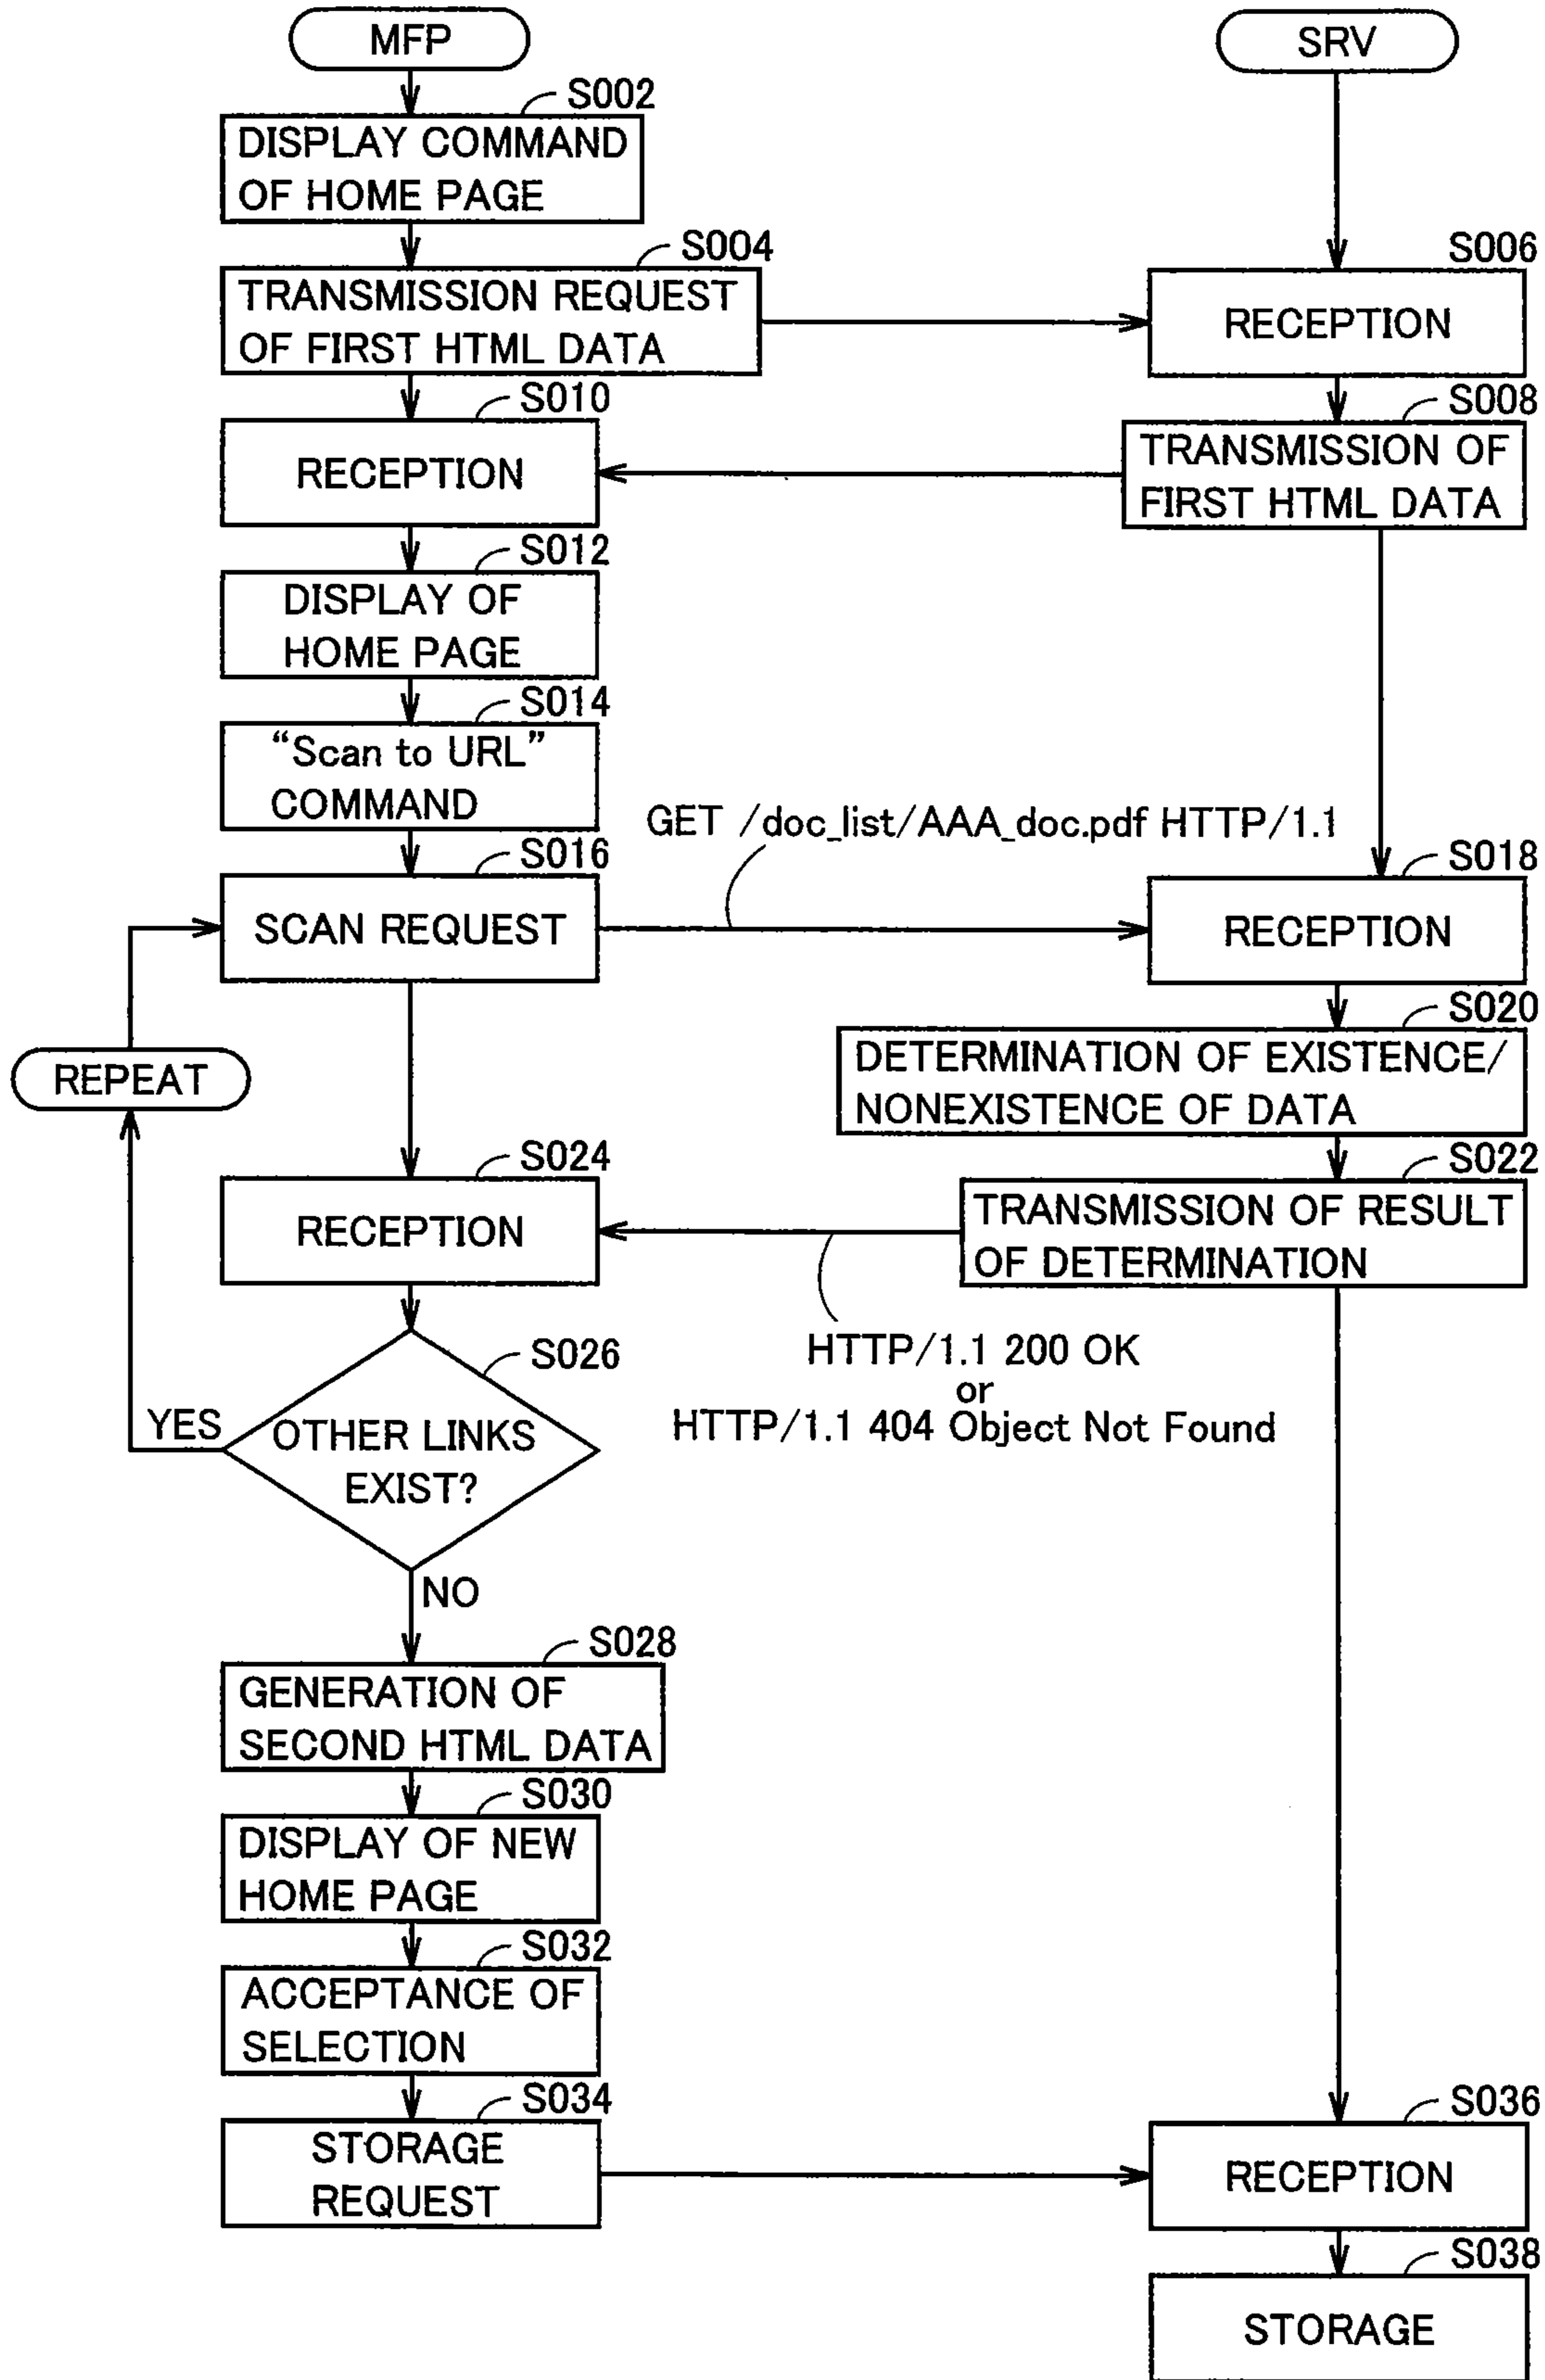 MFP
SRV
S002
DISPLAY COMMAND
OF HOME PAGE
S004
TRANSMISSION REQUEST
OF FIRST HTML DATA
S006
RECEPTION
S010
RECEPTION
S008
TRANSMISSION OF
FIRST HTML DATA
S012
DISPLAY OF
HOME PAGE
S014
“Scan to URL”
COMMAND
GET /doc_list/AAA_doc.pdf HTTP/1.1
S016
SCAN REQUEST
S018
RECEPTION
S020
DETERMINATION OF EXISTENCE/
NONEXISTENCE OF DATA
REPEAT
S024
RECEPTION
S022
TRANSMISSION OF RESULT
OF DETERMINATION
HTTP/1.1 200 OK
or
HTTP/1.1 404 Object Not Found
S026
YES
OTHER LINKS
EXIST?
NO
S028
GENERATION OF
SECOND HTML DATA
S030
DISPLAY OF NEW
HOME PAGE
S032
ACCEPTANCE OF
SELECTION
S034
STORAGE
REQUEST
S036
RECEPTION
S038
STORAGE